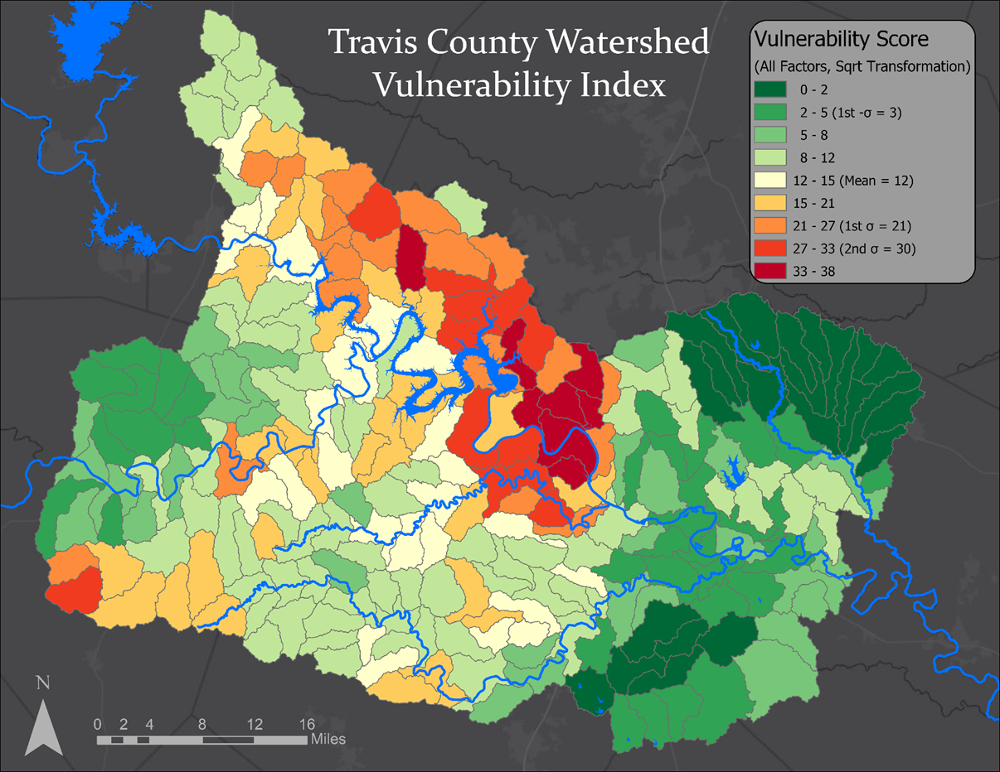 Travis County Watershed
Vulnerability Index
Vulnerability Score
(All Factors, Sqrt Transformation)
0 - 2
2 - 5 (1st -σ = 3)
5 - 8
8 - 12
12 - 15 (Mean = 12)
15 - 21
21 - 27 (1st σ = 21)
27 - 33 (2nd σ = 30)
33 - 38
N
0 2 4 8 12 16
Miles